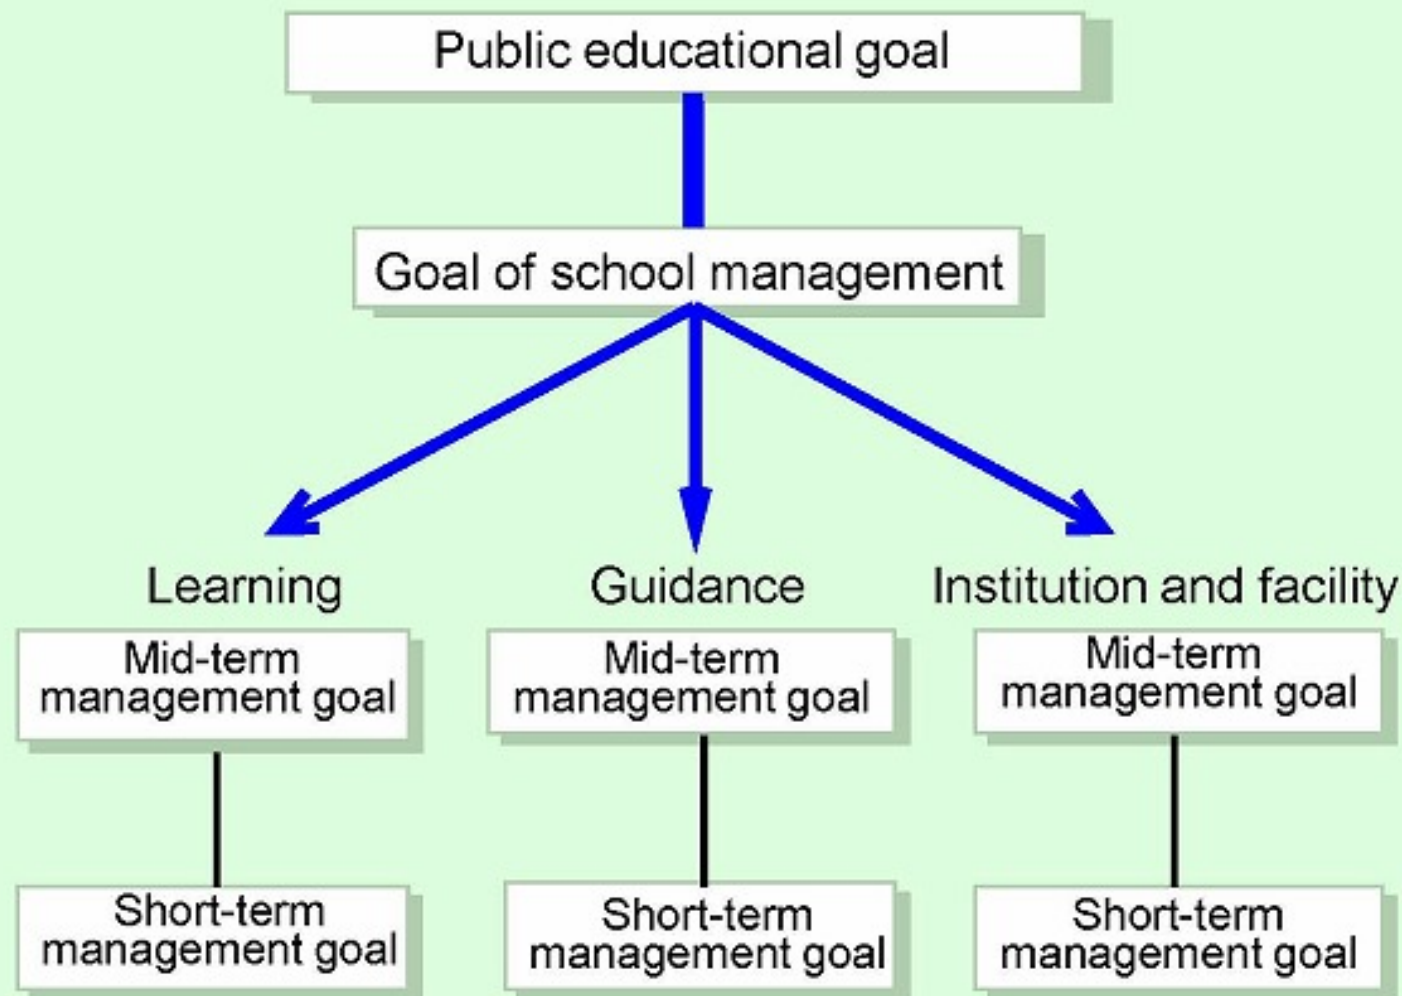 Public educational goal
Goal of school management
Learning
Mid-term
management goal
Short-term
management goal
Guidance
Mid-term
management goal
Short-term
management goal
Institution and facility
Mid-term
management goal
Short-term
management goal